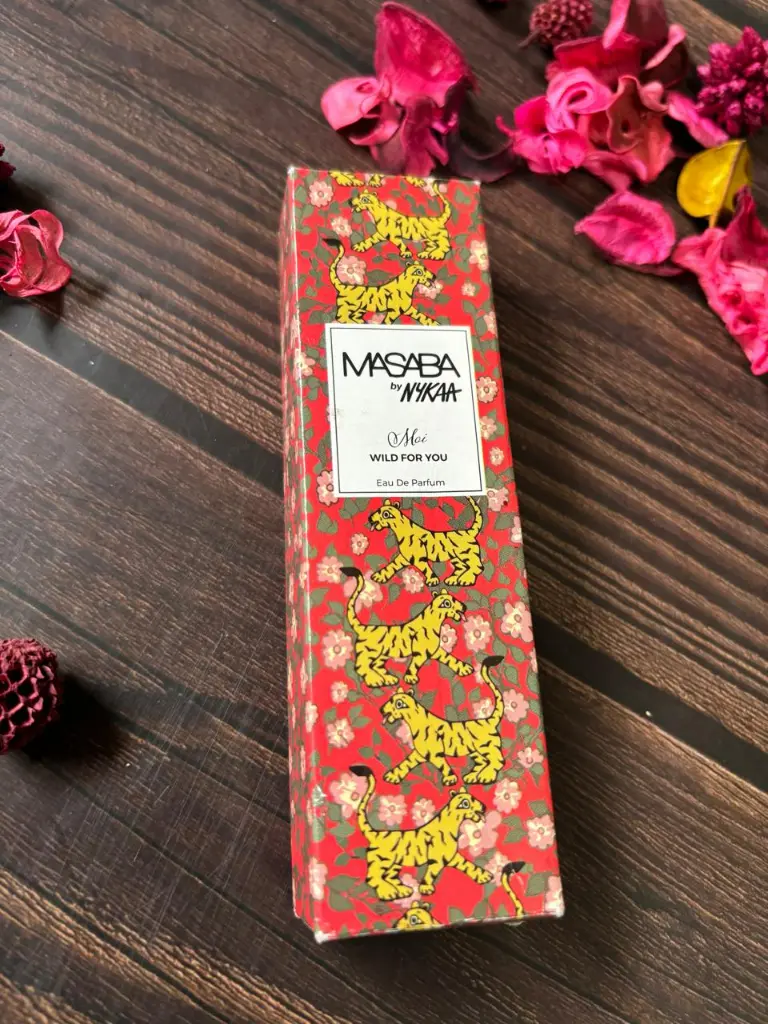 MASABA
by NYKAA
Moi
WILD FOR YOU
Eau De Parfum